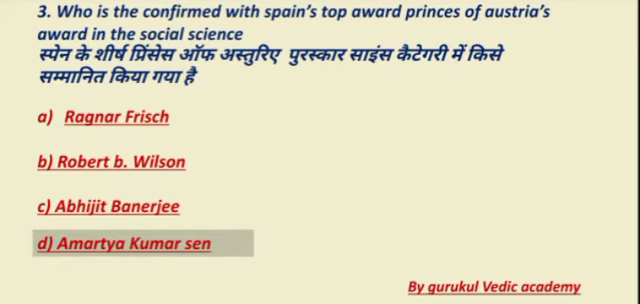 3. Who is the confirmed with spain's top award princes of austria's
award in the social science
स्पेन के शीर्ष प्रिंसेस ऑफ अस्तुरिए पुरस्कार साइंस कैटेगरी में किसे
सम्मानित किया गया है
a) Ragnar Frisch
b) Robert b. Wilson
c) Abhijit Banerjee
d) Amartya Kumar sen
By gurukul Vedic academy